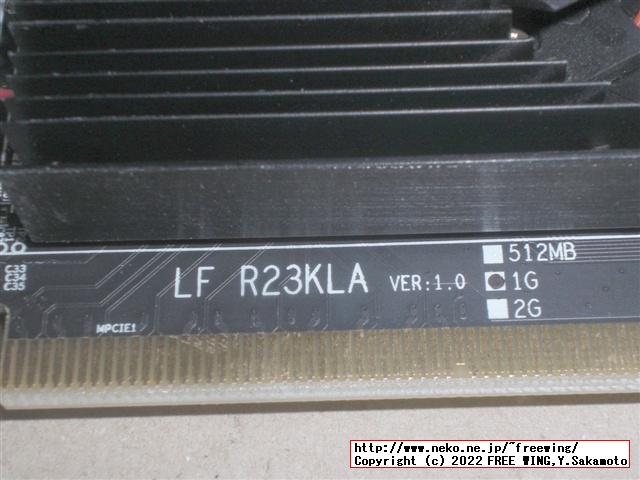 C33
C34
C35
LF R23KLA VER:1.0
512MB
1G
2G
MPCIE1
http://www.neko.ne.jp/~freewing/
Copyright (c) 2022 FREE WING,Y.Sakamoto